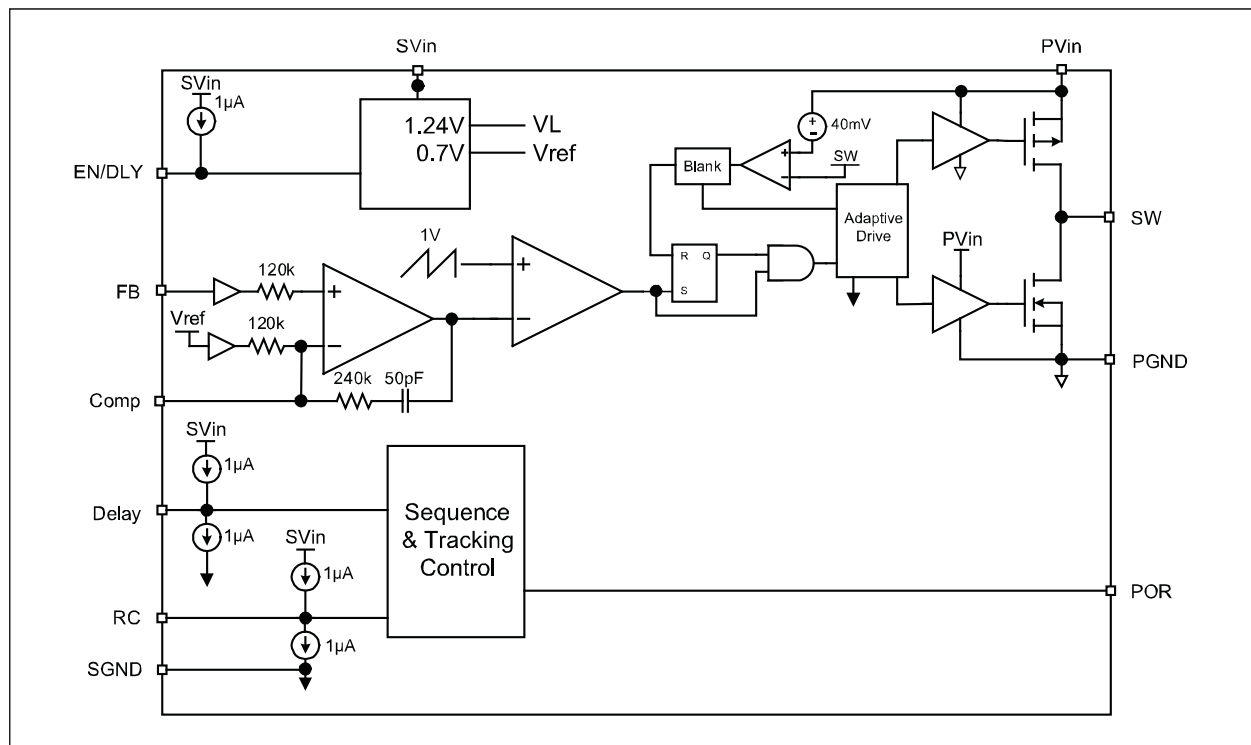 SVin
PVin
SVin
1µA
1.24V
VL
0.7V
Vref
+
-
40mV
SW
+
-
Blank
EN/DLY
Adaptive
Drive
SW
PVin
1V
R Q
S
+
-
FB
120k
+
Vref
120k
-
240k
50pF
PGND
Comp
SVin
1µA
Delay
1µA
SVin
1µA
Sequence
& Tracking
Control
POR
RC
1µA
SGND